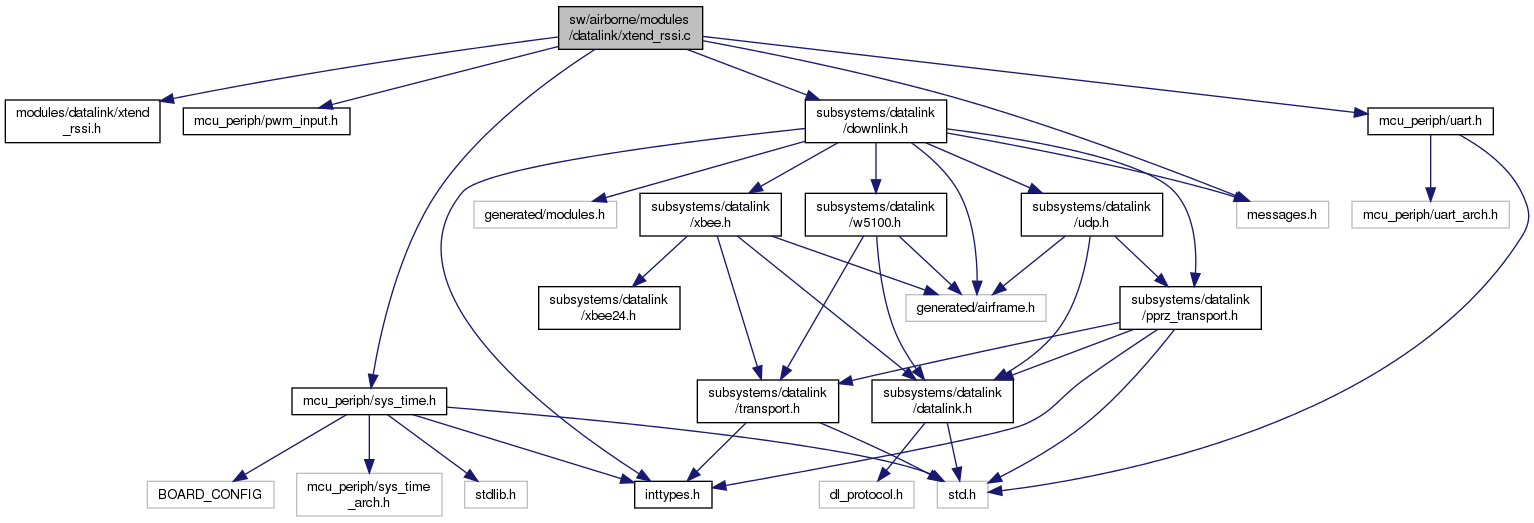 sw/airborne/modules
/datalink/xtend_rssi.c
modules/datalink/xtend
_rssi.h
mcu_periph/pwm_input.h
subsystems/datalink
/downlink.h
mcu_periph/uart.h
generated/modules.h
subsystems/datalink
/xbee.h
subsystems/datalink
/w5100.h
subsystems/datalink
/udp.h
messages.h
mcu_periph/uart_arch.h
subsystems/datalink
/xbee24.h
generated/airframe.h
subsystems/datalink
/pprz_transport.h
mcu_periph/sys_time.h
subsystems/datalink
/transport.h
subsystems/datalink
/datalink.h
BOARD_CONFIG
mcu_periph/sys_time
_arch.h
stdlib.h
inttypes.h
dl_protocol.h
std.h